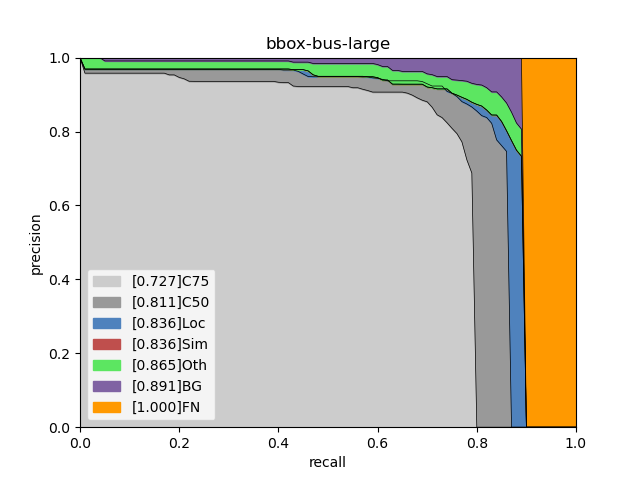 bbox-bus-large
precision
1.0
0.8
0.6
0.4
0.2
0.0
[0.727]C75
[0.811]C50
[0.836]Loc
[0.836]Sim
[0.865]Oth
[0.891]BG
[1.000]FN
0.0 0.2 0.4 0.6 0.8 1.0
recall